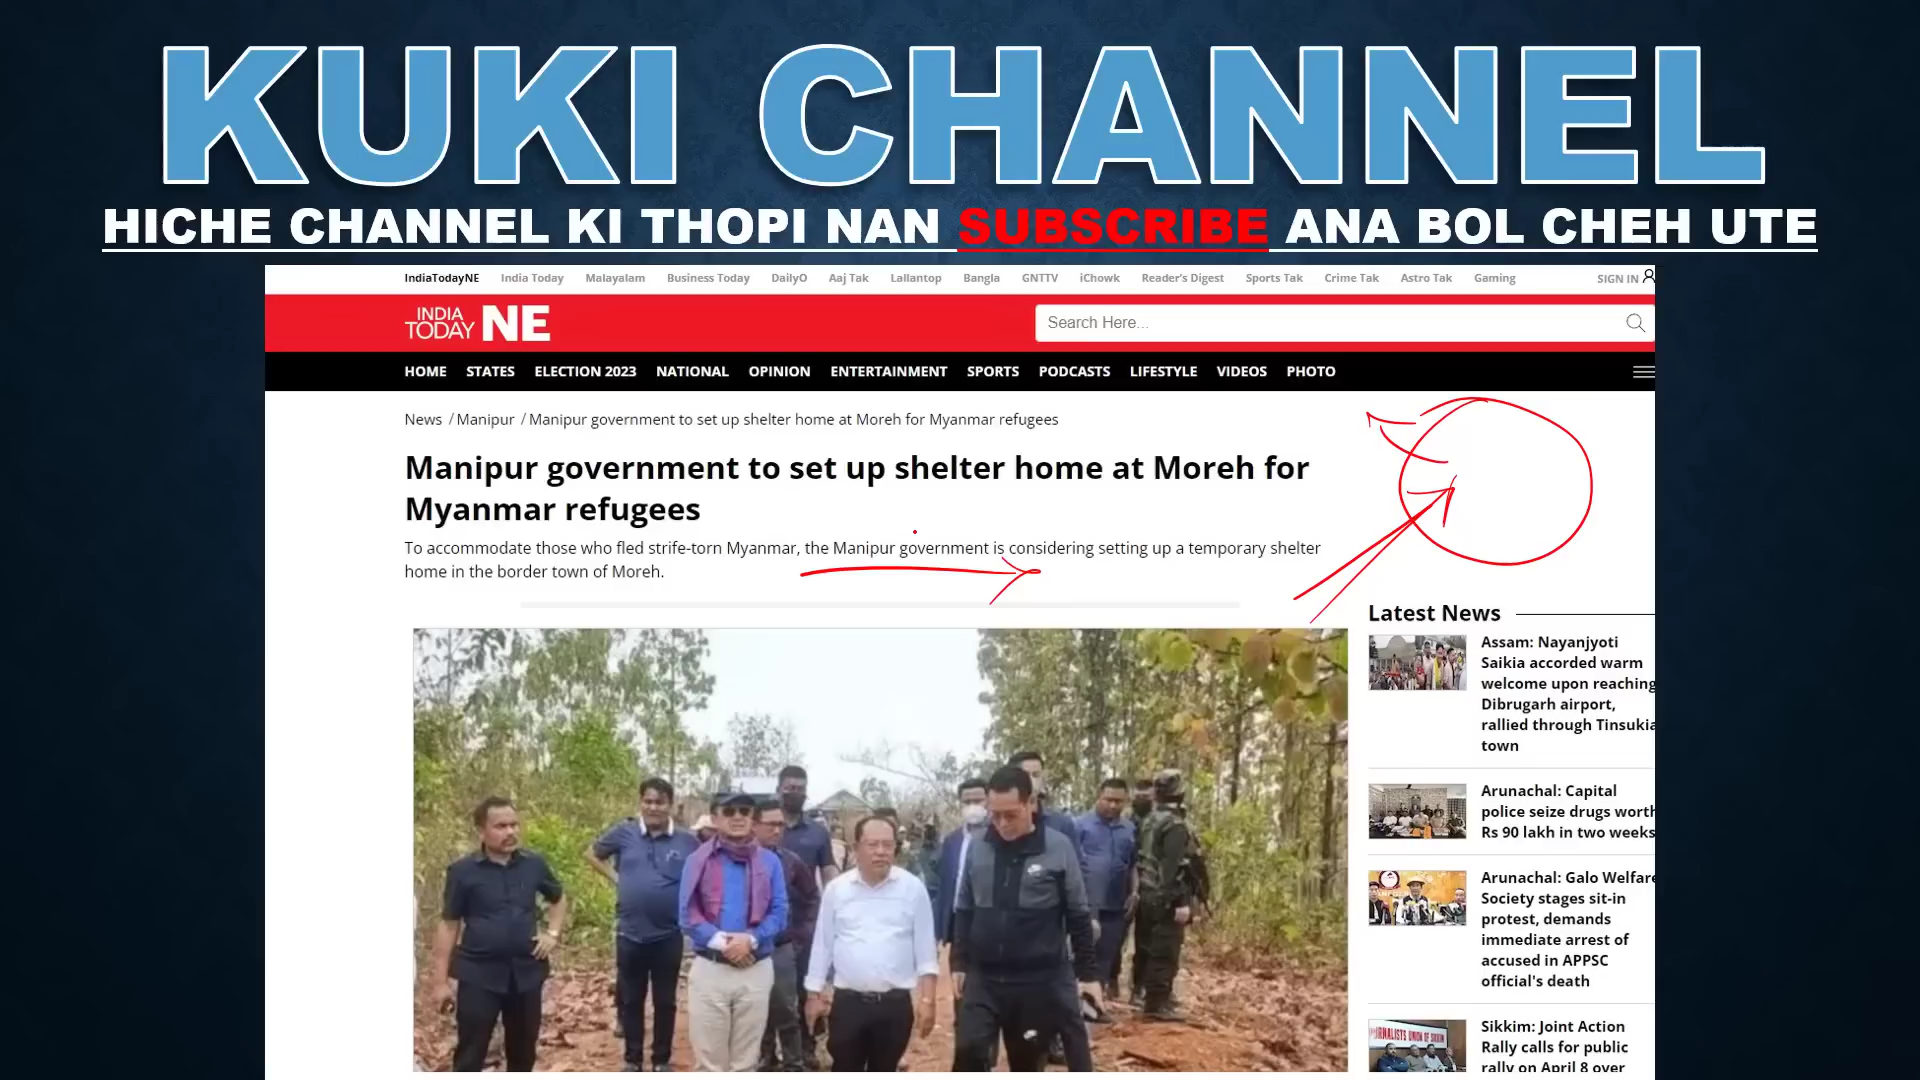 KUKI CHANNEL
HICHE CHANNEL KI THOPI NAN SUBSCRIBE ANA BOL CHEH UTE
IndiaTodayNE India Today Malayalam Business Today DailyO Aaj Tak Lallantop Bangla GNTTV iChowk Reader's Digest Sports Tak Crime Tak Astro Tak Gaming SIGN IN
INDIA
TODAY NE
Search Here...
HOME STATES ELECTION 2023 NATIONAL OPINION ENTERTAINMENT SPORTS PODCASTS LIFESTYLE VIDEOS PHOTO
News / Manipur / Manipur government to set up shelter home at Moreh for Myanmar refugees
Manipur government to set up shelter home at Moreh for
Myanmar refugees
To accommodate those who fled strife-torn Myanmar, the Manipur government is considering setting up a temporary shelter
home in the border town of Moreh.
Latest News
Assam: Nayanjyoti
Saikia accorded warm
welcome upon reaching
Dibrugarh airport,
rallied through Tinsukia
town
Arunachal: Capital
police seize drugs worth
Rs 90 lakh in two weeks
Arunachal: Galo Welfare
Society stages sit-in
protest, demands
immediate arrest of
accused in APPSC
official's death
Sikkim: Joint Action
Rally calls for public
rally on April 8 over